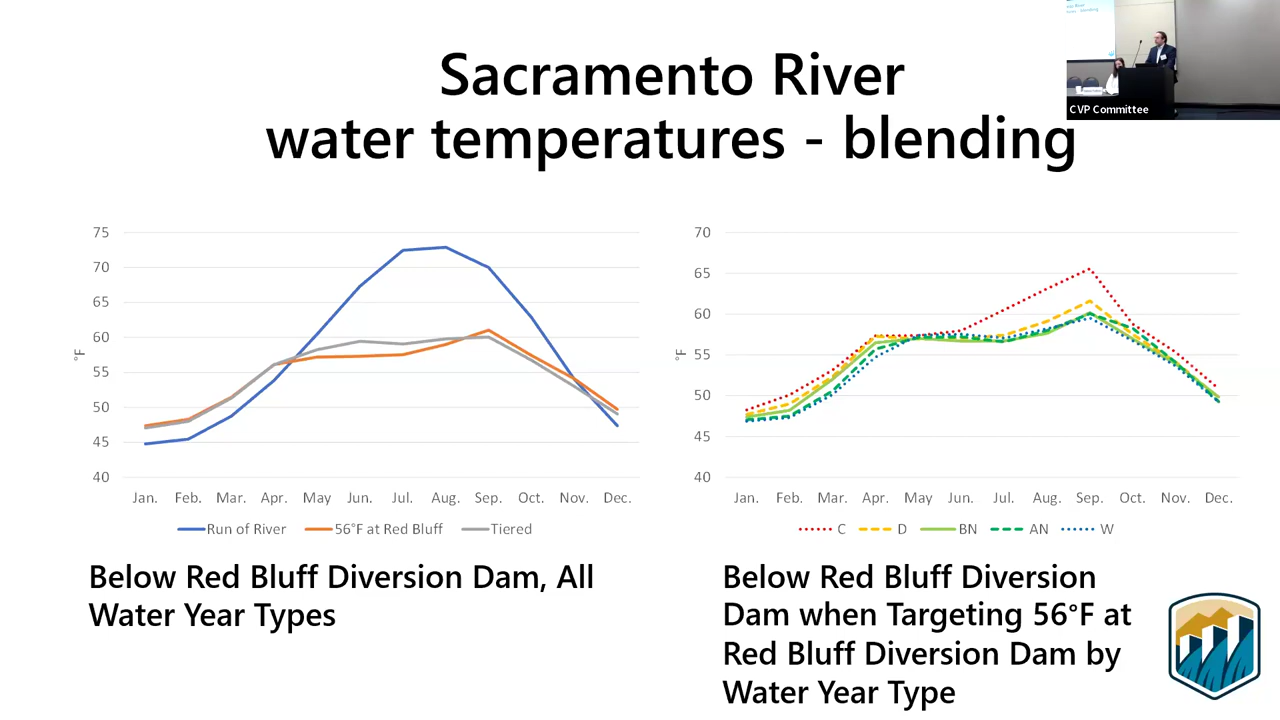 Sacramento River
water temperatures - blending
CVP Committee
75
70
65
60
55
50
45
40
°F
Jan. Feb. Mar. Apr. May Jun. Jul. Aug. Sep. Oct. Nov. Dec.
Run of River 56°F at Red Bluff Tiered
70
65
60
55
50
45
40
°F
Jan. Feb. Mar. Apr. May Jun. Jul. Aug. Sep. Oct. Nov. Dec.
C D BN AN W
Below Red Bluff Diversion Dam, All
Water Year Types
Below Red Bluff Diversion
Dam when Targeting 56°F at
Red Bluff Diversion Dam by
Water Year Type